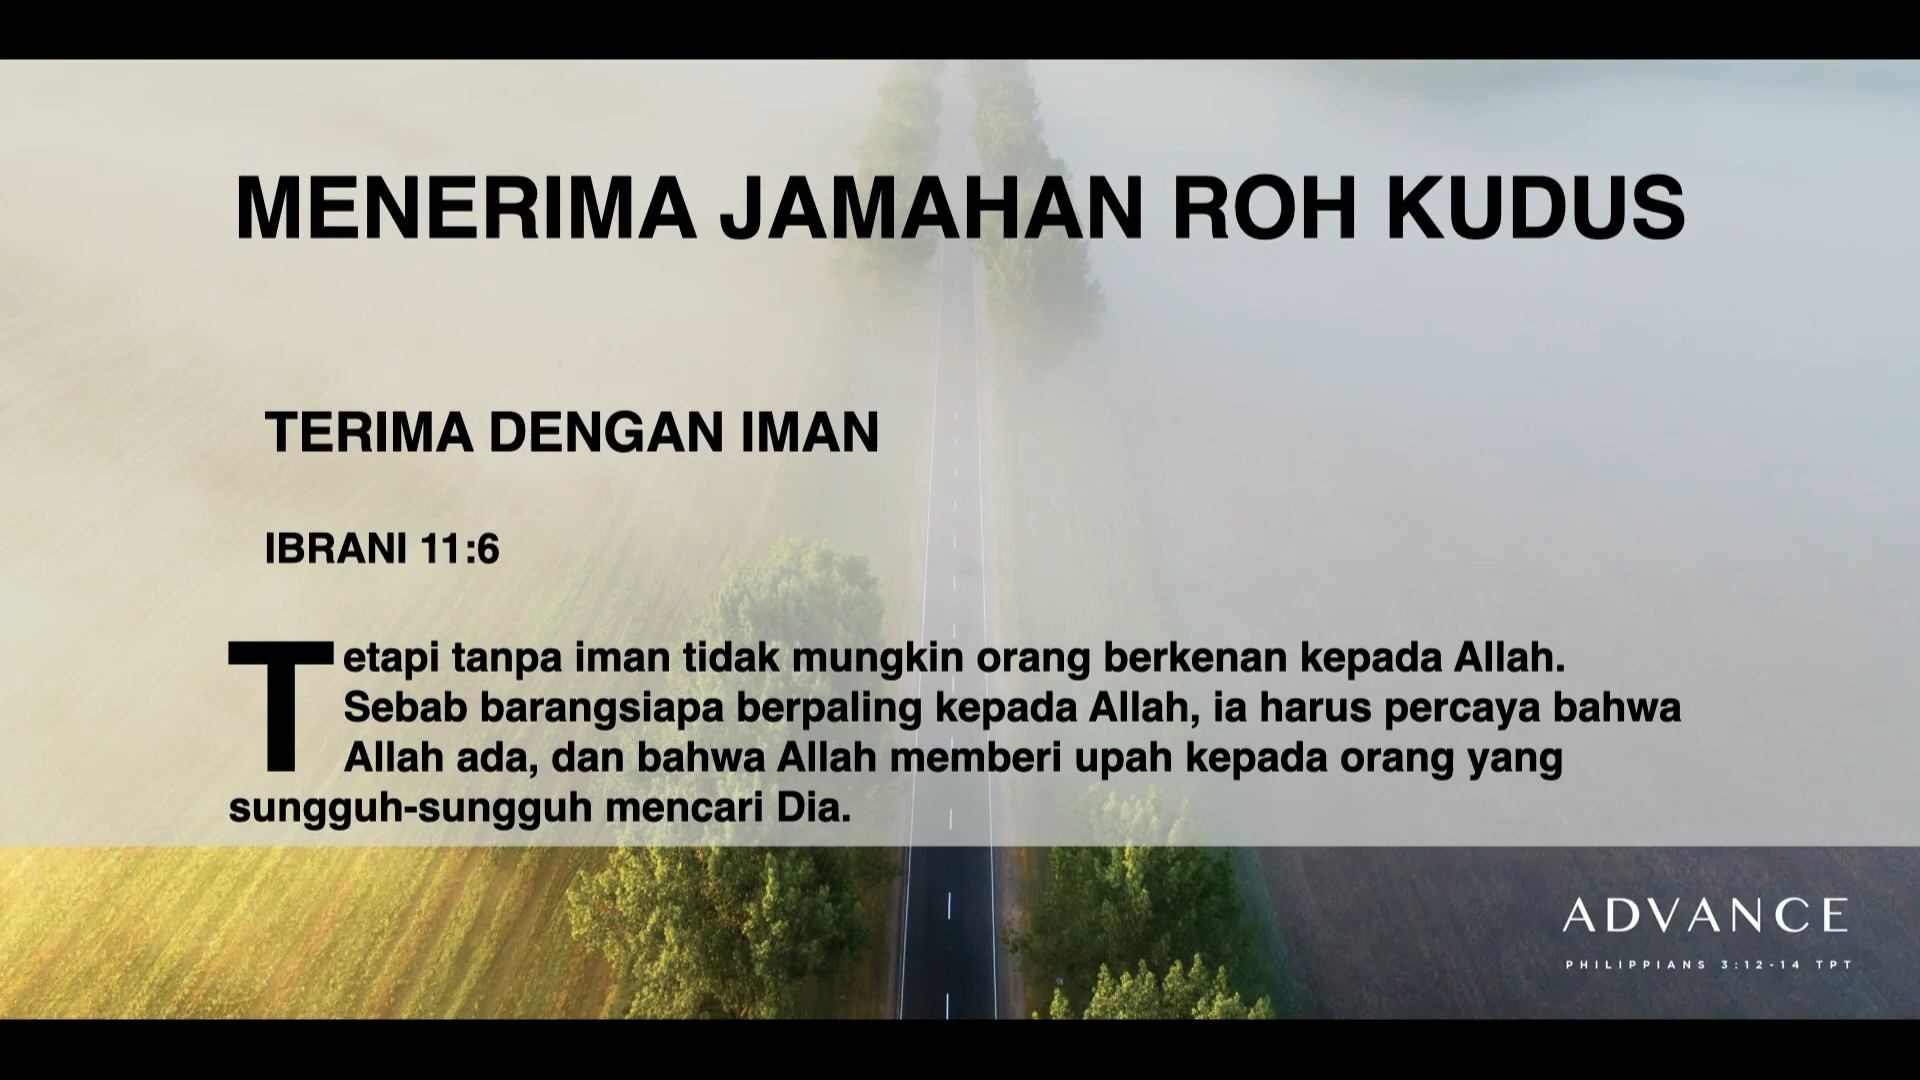 MENERIMA JAMAHAN ROH KUDUS
TERIMA DENGAN IMAN
IBRANI 11:6
Tetapi tanpa iman tidak mungkin orang berkenan kepada Allah.
Sebab barangsiapa berpaling kepada Allah, ia harus percaya bahwa
Allah ada, dan bahwa Allah memberi upah kepada orang yang
sungguh-sungguh mencari Dia.
ADVANCE
PHILIPPIANS 3:12-14 TPT